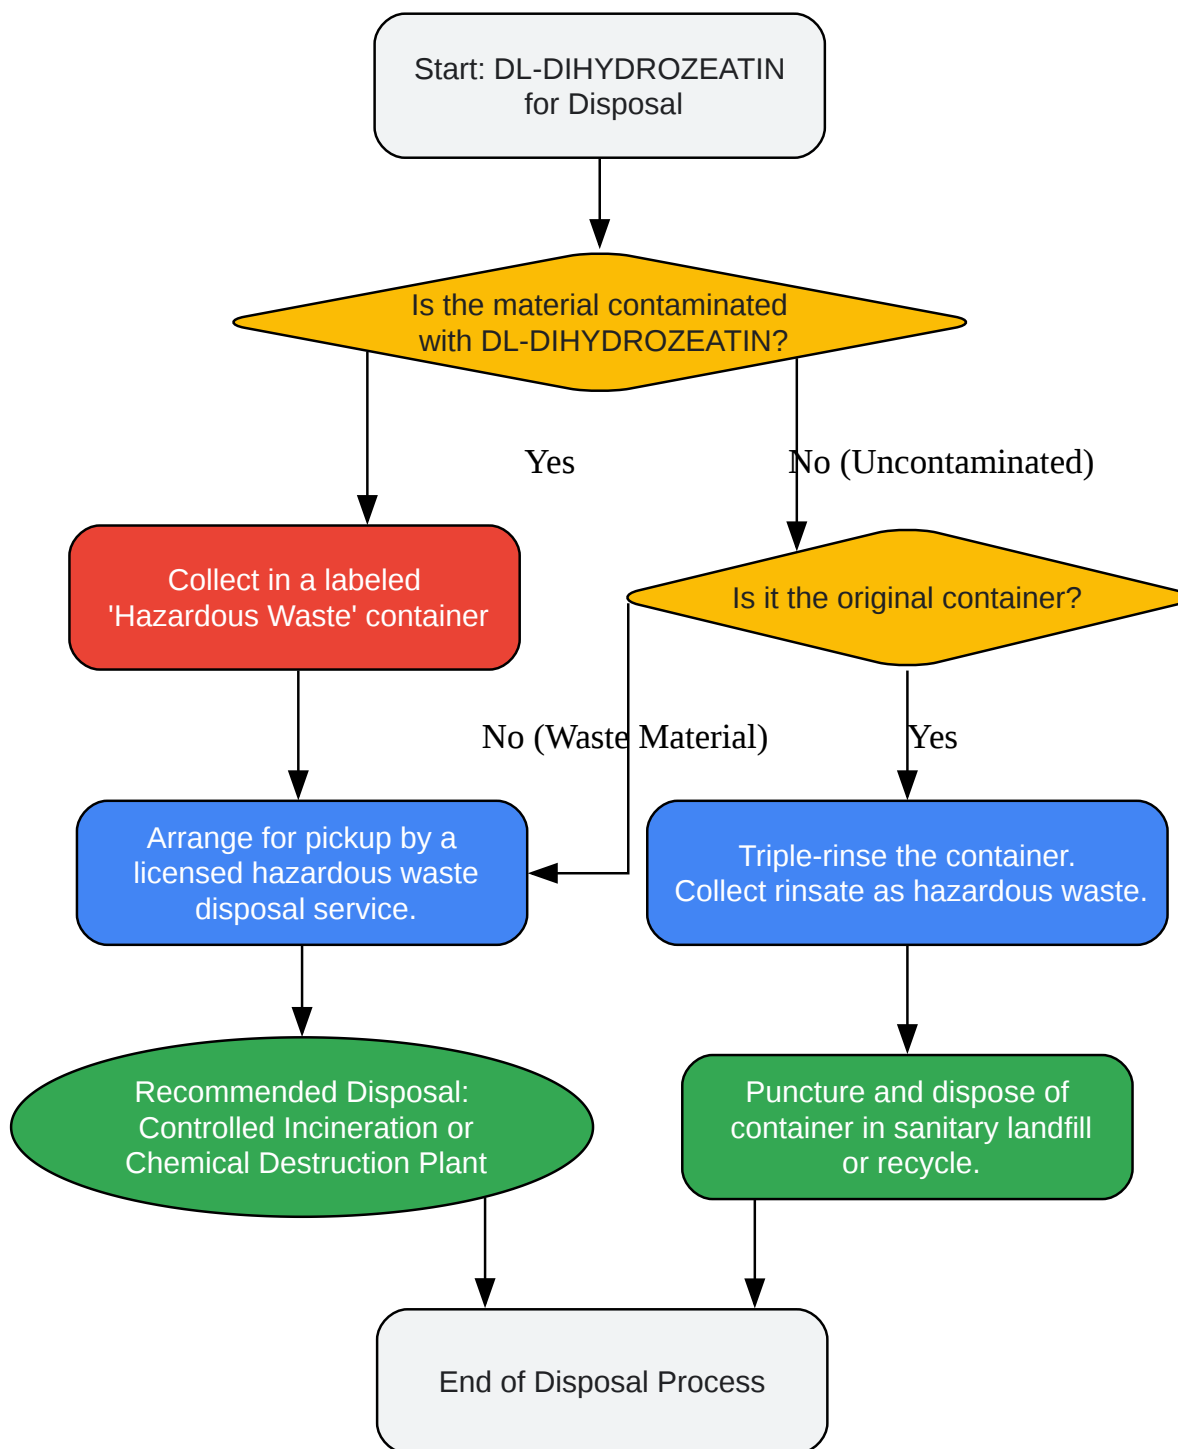 Start: DL-DIHYDROZEATIN
for Disposal
Is the material contaminated
with DL-DIHYDROZEATIN?
Yes
No (Uncontaminated)
Collect in a labeled
'Hazardous Waste' container
Is it the original container?
No (Waste Material)
Yes
Arrange for pickup by a
licensed hazardous waste
disposal service.
Triple-rinse the container.
Collect rinsate as hazardous waste.
Recommended Disposal:
Controlled Incineration or
Chemical Destruction Plant
Puncture and dispose of
container in sanitary landfill
or recycle.
End of Disposal Process